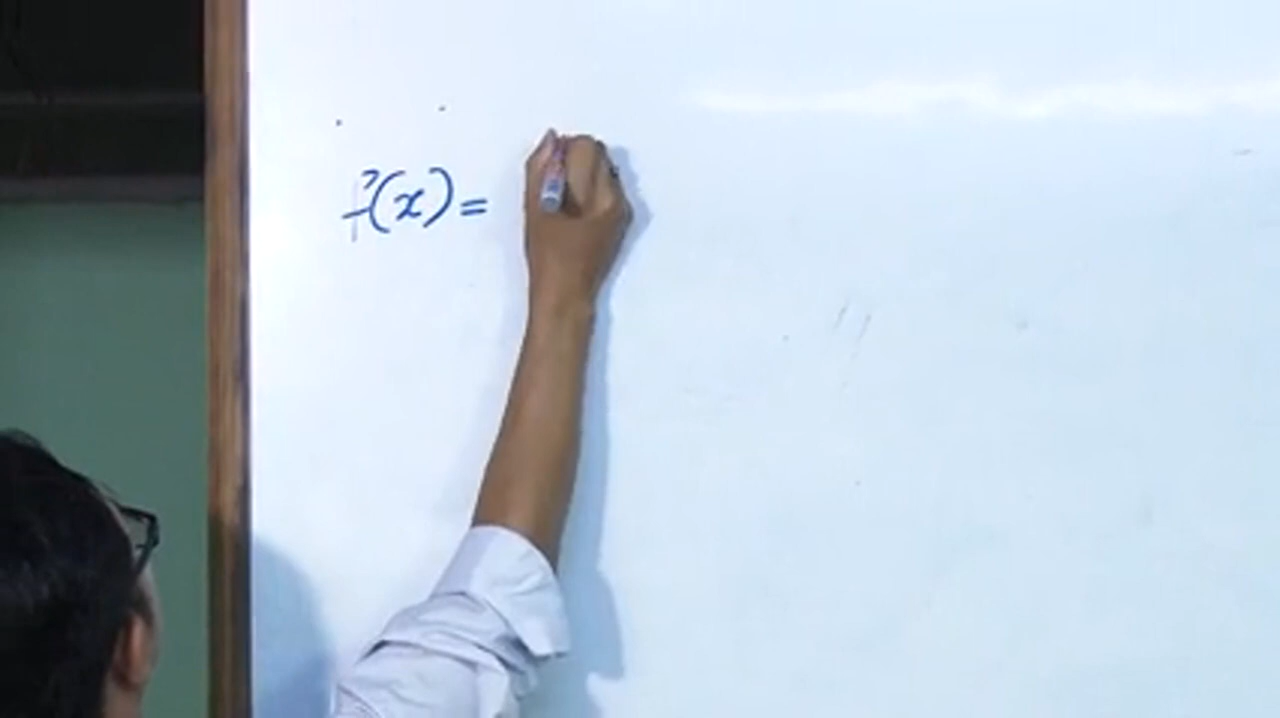 f(x) =